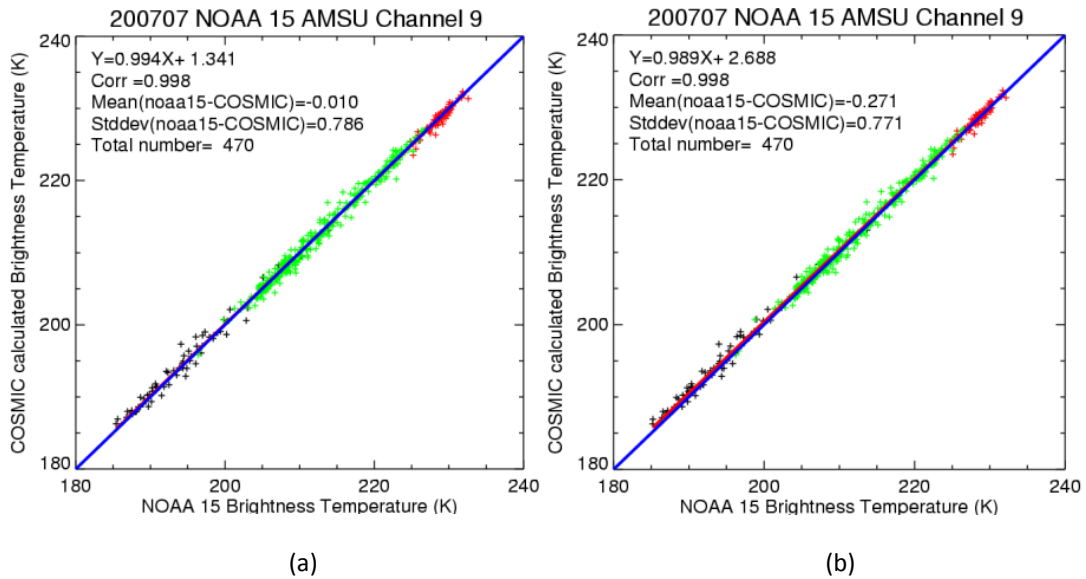 200707 NOAA 15 AMSU Channel 9
Y=0.994X+ 1.341
Corr =0.998
Mean(noaa15-COSMIC)=-0.010
Stddev(noaa15-COSMIC)=0.786
Total number= 470
COSMIC calculated Brightness Temperature (K)
240
220
200
180
180 200 220 240
NOAA 15 Brightness Temperature (K)
(a)
200707 NOAA 15 AMSU Channel 9
Y=0.989X+ 2.688
Corr =0.998
Mean(noaa15-COSMIC)=-0.271
Stddev(noaa15-COSMIC)=0.771
Total number= 470
COSMIC calculated Brightness Temperature (K)
240
220
200
180
180 200 220 240
NOAA 15 Brightness Temperature (K)
(b)